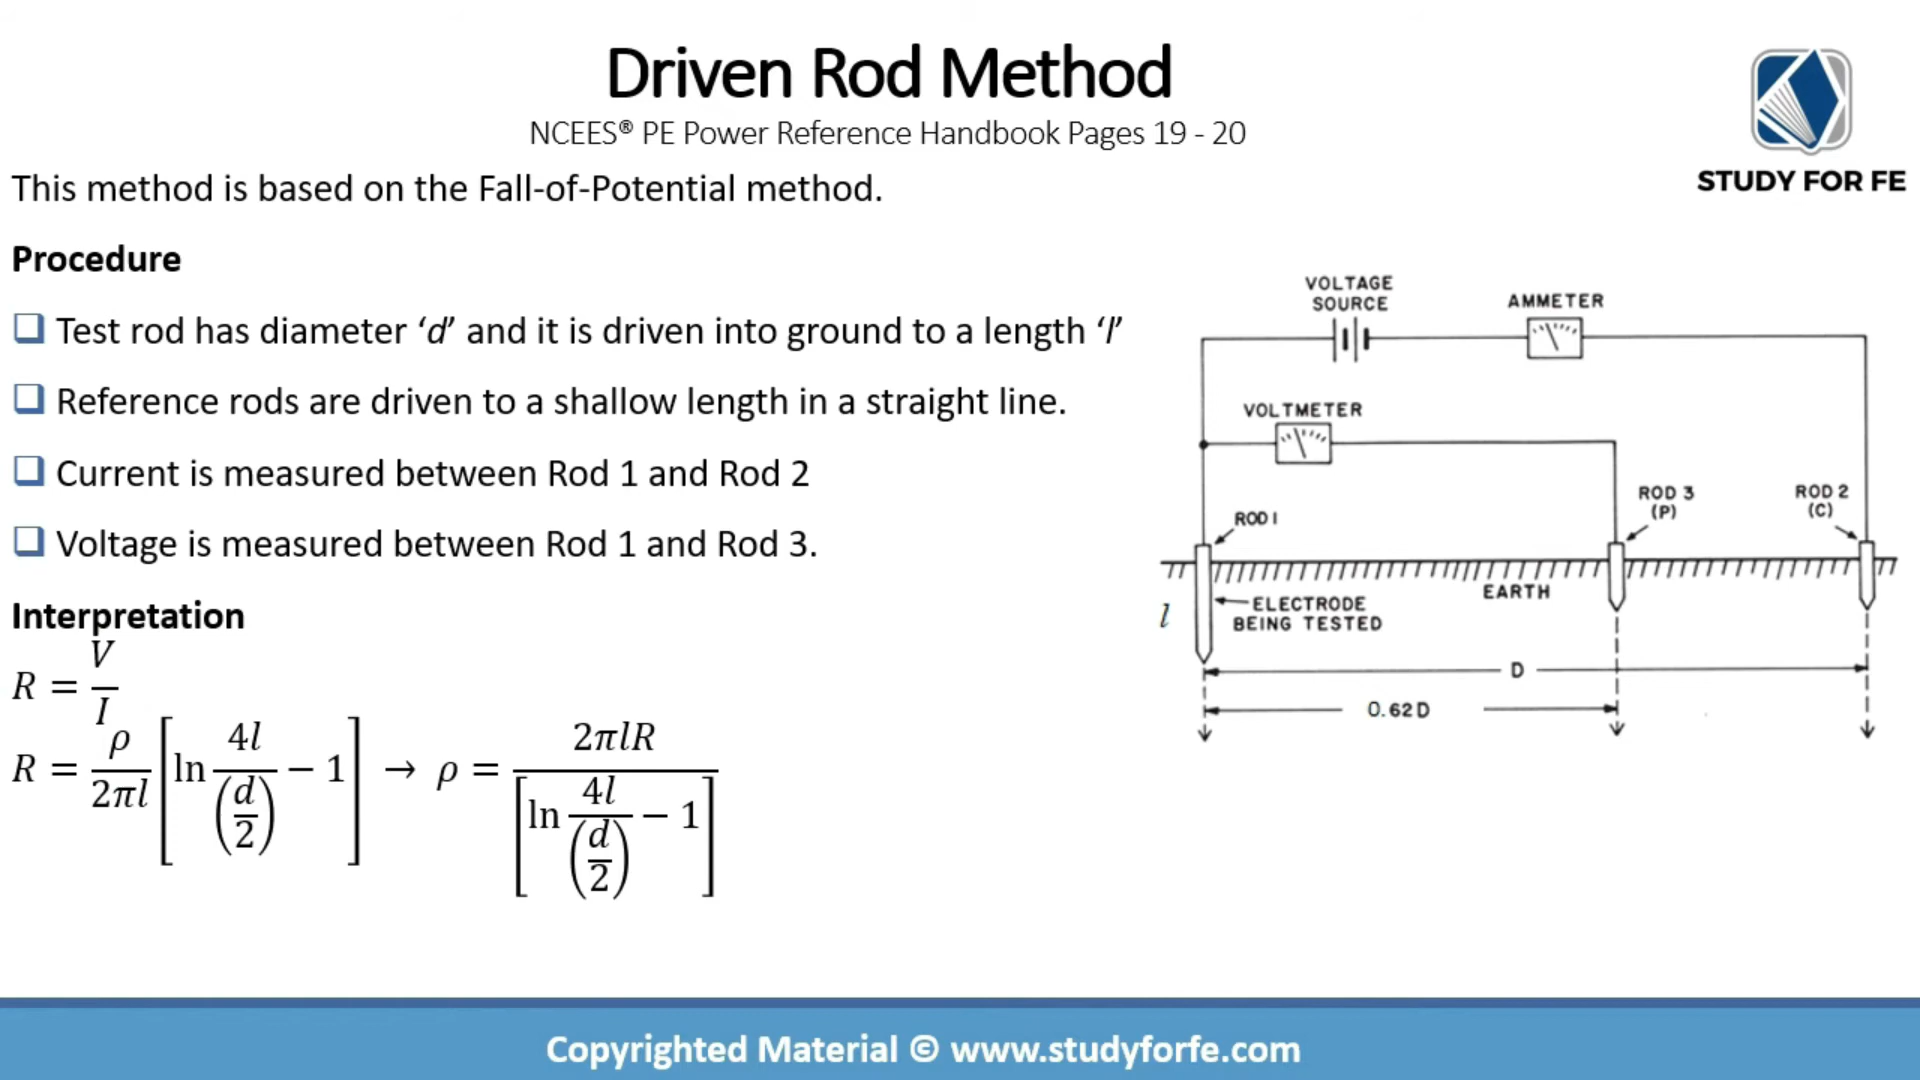 Driven Rod Method
NCEES® PE Power Reference Handbook Pages 19 - 20
STUDY FOR FE
This method is based on the Fall-of-Potential method.
Procedure
❑ Test rod has diameter ‘d’ and it is driven into ground to a length ‘l’
❑ Reference rods are driven to a shallow length in a straight line.
❑ Current is measured between Rod 1 and Rod 2
❑ Voltage is measured between Rod 1 and Rod 3.
Interpretation
R = V/I
R = ρ/2πl [ln 4l/(d/2) − 1] → ρ = 2πlR/[ln 4l/(d/2) − 1]
VOLTAGE
SOURCE
AMMETER
VOLTMETER
ROD 1
ROD 3
(P)
ROD 2
(C)
EARTH
l
ELECTRODE
BEING TESTED
D
0.62D
Copyrighted Material © www.studyforfe.com